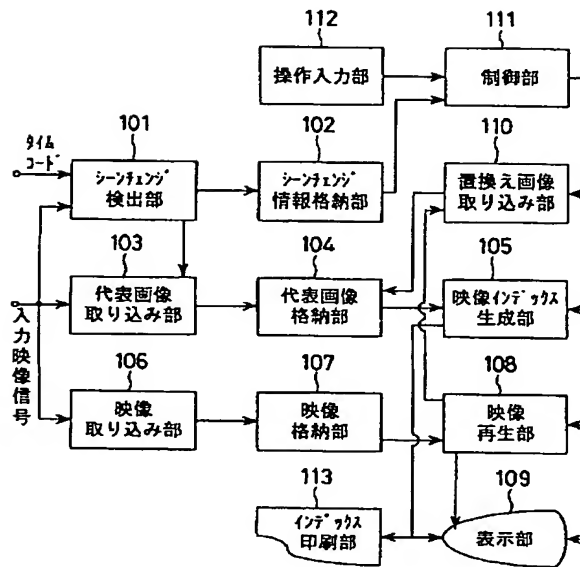 112
操作入力部
111
制御部
101
タイム
コード
シーンチェンジ
検出部
102
シーンチェンジ
情報格納部
110
置換え画像
取り込み部
103
代表画像
取り込み部
104
代表画像
格納部
105
映像インデックス
生成部
入力映像信号
106
映像
取り込み部
107
映像
格納部
108
映像
再生部
113
インデックス
印刷部
109
表示部